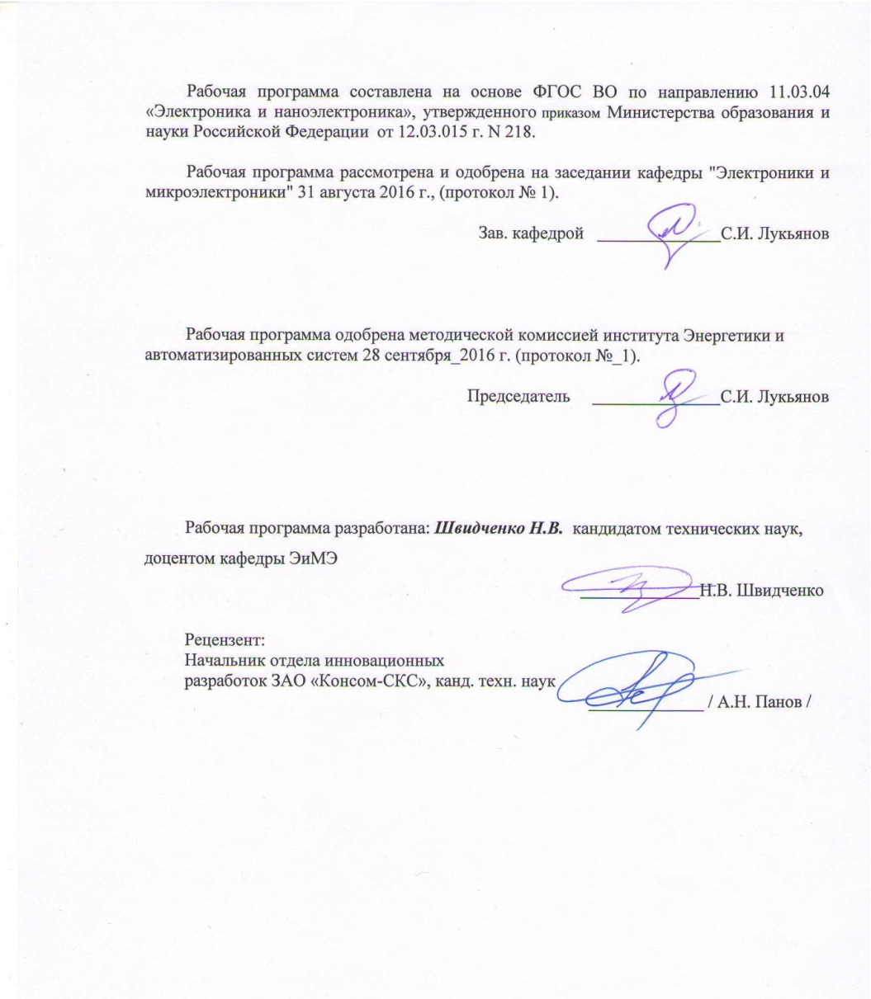 Рабочая программа составлена на основе ФГОС ВО по направлению 11.03.04
«Электроника и наноэлектроника», утвержденного приказом Министерства образования и
науки Российской Федерации от 12.03.015 г. N 218.
Рабочая программа рассмотрена и одобрена на заседании кафедры "Электроники и
микроэлектроники" 31 августа 2016 г., (протокол № 1).
Зав. кафедрой ______________С.И. Лукьянов
Рабочая программа одобрена методической комиссией института Энергетики и
автоматизированных систем 28 сентября_2016 г. (протокол №_1).
Председатель ______________С.И. Лукьянов
Рабочая программа разработана: Швидченко Н.В. кандидатом технических наук,
доцентом кафедры ЭиМЭ
______________Н.В. Швидченко
Рецензент:
Начальник отдела инновационных
разработок ЗАО «Консом-СКС», канд. техн. наук
______________ / А.Н. Панов /